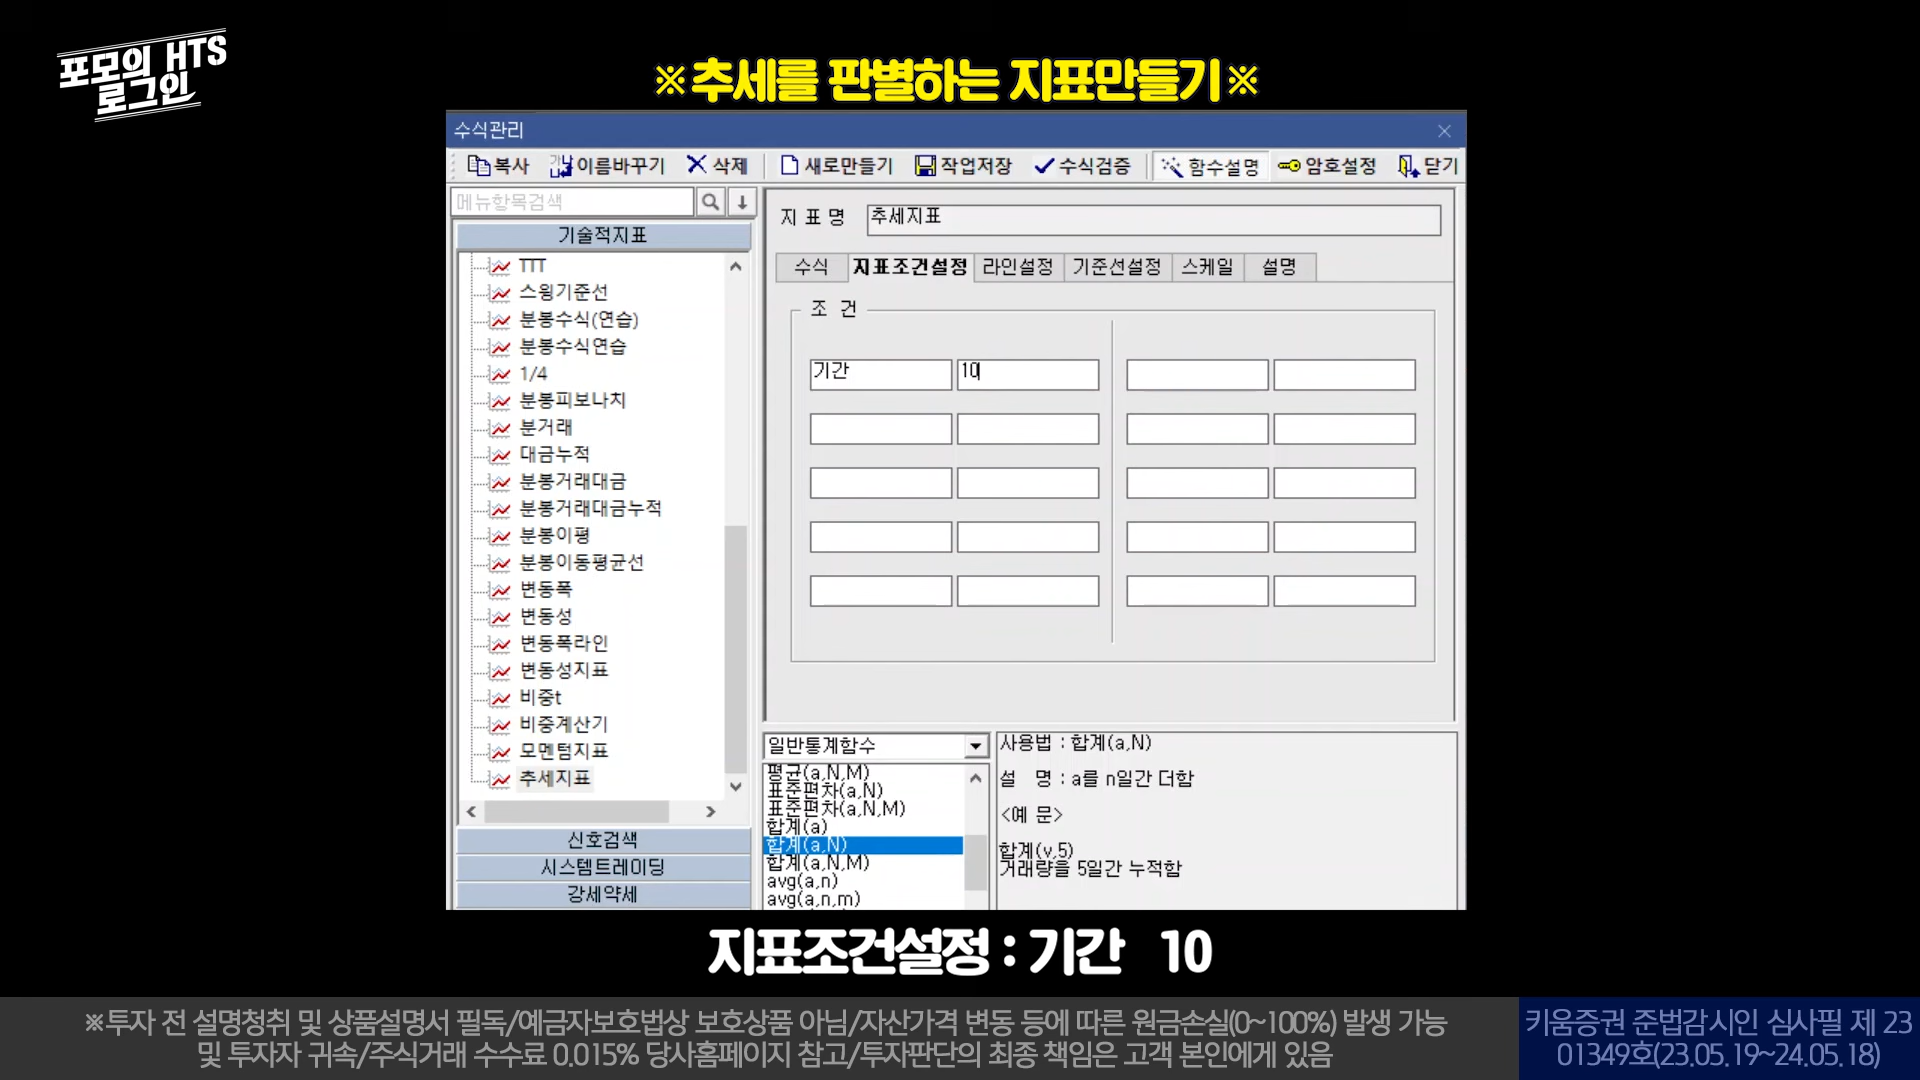 포모의 HTS
로그인
※추세를 판별하는 지표만들기※
수식관리
복사 이름바꾸기 삭제 새로만들기 작업저장 수식검증 함수설명 암호설정 닫기
메뉴항목검색
지 표 명 추세지표
기술적지표
수식 지표조건설정 라인설정 기준선설정 스케일 설명
조 건
기간 10
TTT
스윙기준선
분봉수식(연습)
분봉수식연습
1/4
분봉피보나치
분거래
대금누적
분봉거래대금
분봉거래대금누적
분봉이평
분봉이동평균선
변동폭
변동성
변동폭라인
변동성지표
비중t
비중계산기
모멘텀지표
추세지표
신호검색
시스템트레이딩
강세약세
일반통계함수
평균(a,N,M)
표준편차(a,N)
표준편차(a,N,M)
합계(a)
합계(a,N)
합계(a,N,M)
avg(a,n)
avg(a,n,m)
사용법 : 합계(a,N)
설 명 : a를 n일간 더함
<예 문>
합계(v,5)
거래량을 5일간 누적함
지표조건설정 : 기간 10
※투자 전 설명청취 및 상품설명서 필독/예금자보호법상 보호상품 아님/자산가격 변동 등에 따른 원금손실(0~100%) 발생 가능
및 투자자 귀속/주식거래 수수료 0.015% 당사홈페이지 참고/투자판단의 최종 책임은 고객 본인에게 있음
키움증권 준법감시인 심사필 제 23
01349호(23.05.19~24.05.18)